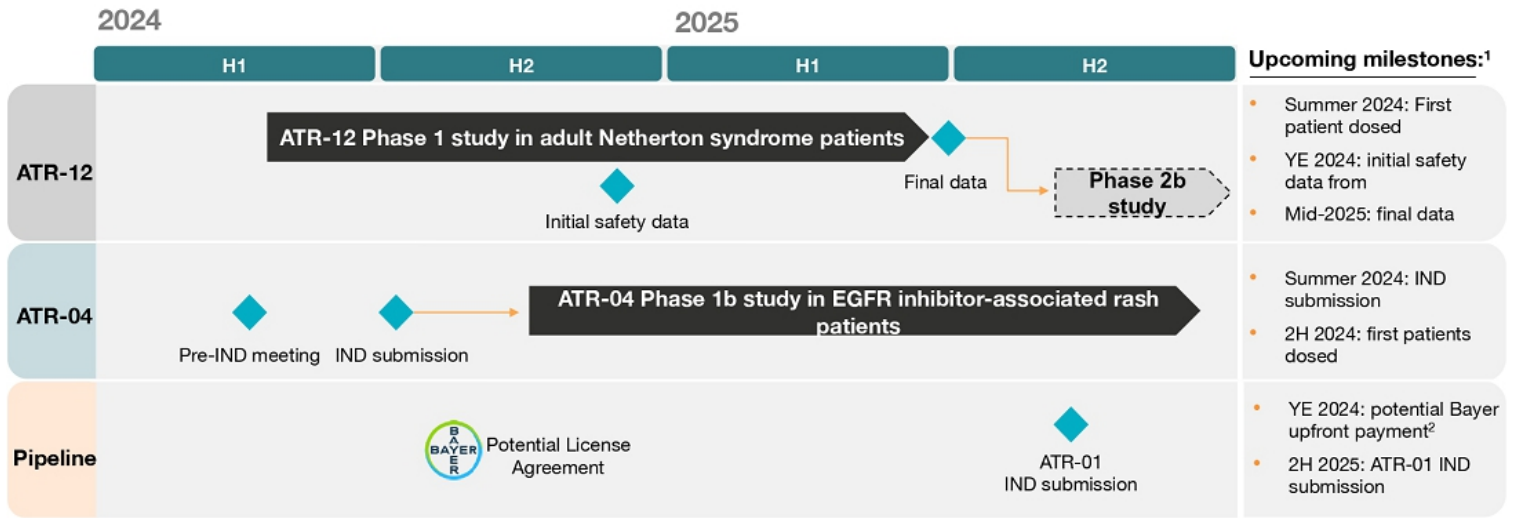 2024
2025
H1
H2
H1
H2
Upcoming milestones:¹
ATR-12
ATR-12 Phase 1 study in adult Netherton syndrome patients
Initial safety data
Final data
Phase 2b
study
Summer 2024: First
patient dosed
YE 2024: initial safety
data from
Mid-2025: final data
ATR-04
Pre-IND meeting
IND submission
ATR-04 Phase 1b study in EGFR inhibitor-associated rash
patients
Summer 2024: IND
submission
2H 2024: first patients
dosed
Pipeline
BAYER
BAYER
Potential License
Agreement
ATR-01
IND submission
YE 2024: potential Bayer
upfront payment²
2H 2025: ATR-01 IND
submission